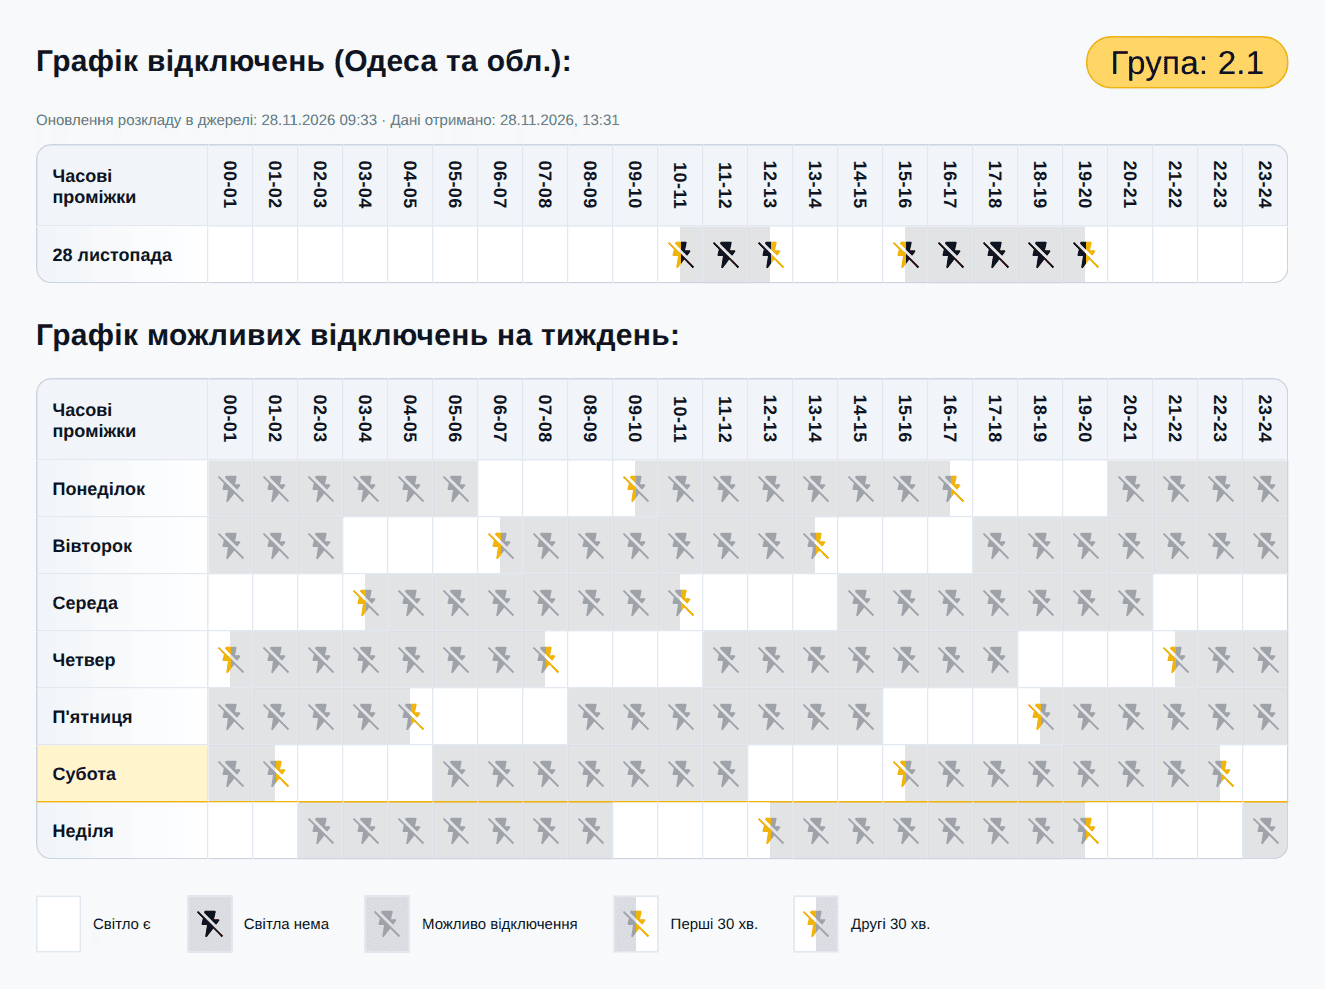 Графік відключень (Одеса та обл.):
Група: 2.1
Оновлення розкладу в джерелі: 28.11.2026 09:33 · Дані отримано: 28.11.2026, 13:31
Часові проміжки 00-01 01-02 02-03 03-04 04-05 05-06 06-07 07-08 08-09 09-10 10-11 11-12 12-13 13-14 14-15 15-16 16-17 17-18 18-19 19-20 20-21 21-22 22-23 23-24
28 листопада
Графік можливих відключень на тиждень:
Часові проміжки 00-01 01-02 02-03 03-04 04-05 05-06 06-07 07-08 08-09 09-10 10-11 11-12 12-13 13-14 14-15 15-16 16-17 17-18 18-19 19-20 20-21 21-22 22-23 23-24
Понеділок
Вівторок
Середа
Четвер
П'ятниця
Субота
Неділя
Світло є Світла нема Можливо відключення Перші 30 хв. Другі 30 хв.